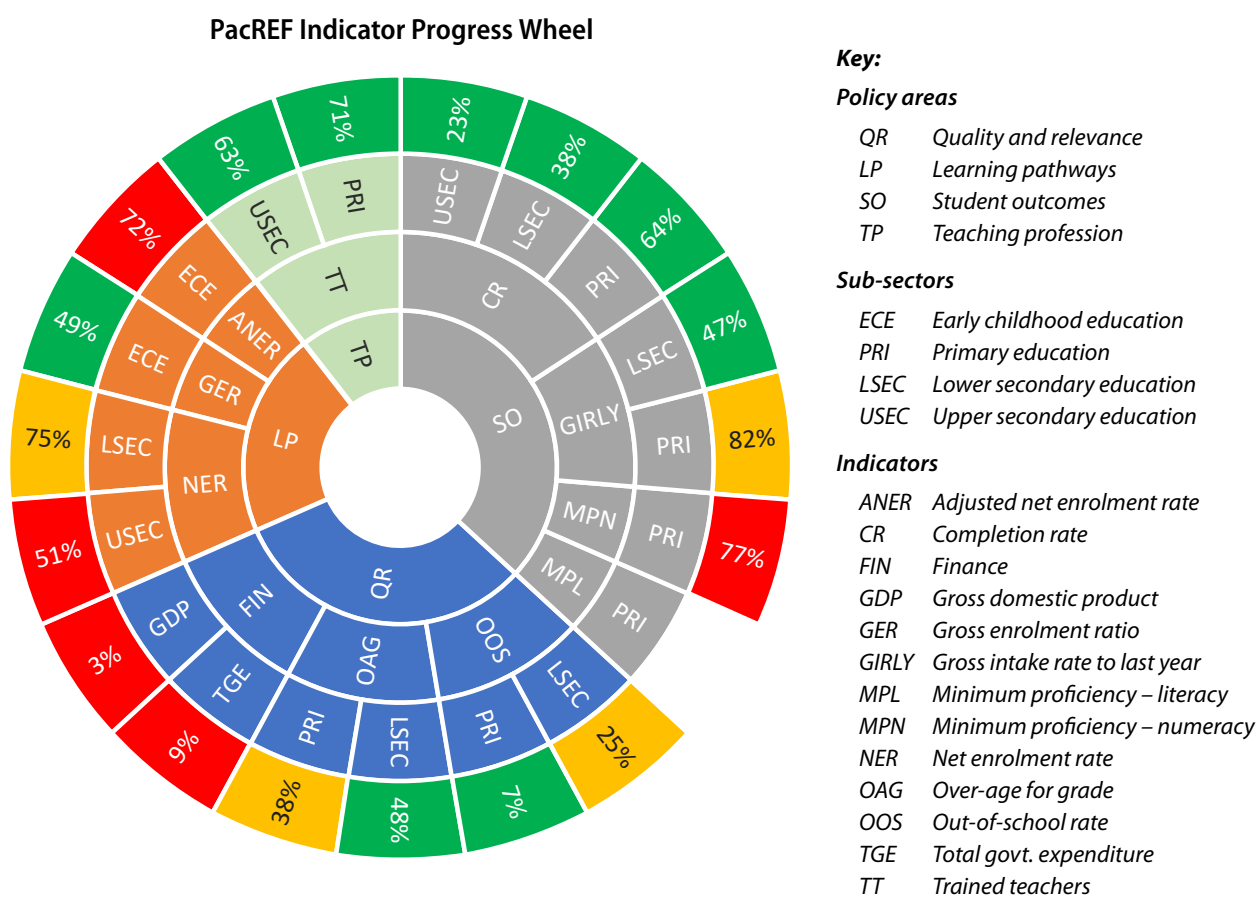 PacREF Indicator Progress Wheel
71%
23%
63%
38%
72%
64%
49%
47%
75%
82%
51%
77%
3%
9%
38%
48%
7%
25%
PRI
USEC
USEC
LSEC
ECE
PRI
ECE
LSEC
LSEC
PRI
USEC
PRI
GDP
PRI
TGE
PRI
LSEC
PRI
LSEC
TT
CR
ANER
GER
GIRLY
NER
MPN
FIN
MPL
OAG
OOS
TP
SO
LP
QR
Key:
Policy areas
QR Quality and relevance
LP Learning pathways
SO Student outcomes
TP Teaching profession
Sub-sectors
ECE Early childhood education
PRI Primary education
LSEC Lower secondary education
USEC Upper secondary education
Indicators
ANER Adjusted net enrolment rate
CR Completion rate
FIN Finance
GDP Gross domestic product
GER Gross enrolment ratio
GIRLY Gross intake rate to last year
MPL Minimum proficiency – literacy
MPN Minimum proficiency – numeracy
NER Net enrolment rate
OAG Over-age for grade
OOS Out-of-school rate
TGE Total govt. expenditure
TT Trained teachers